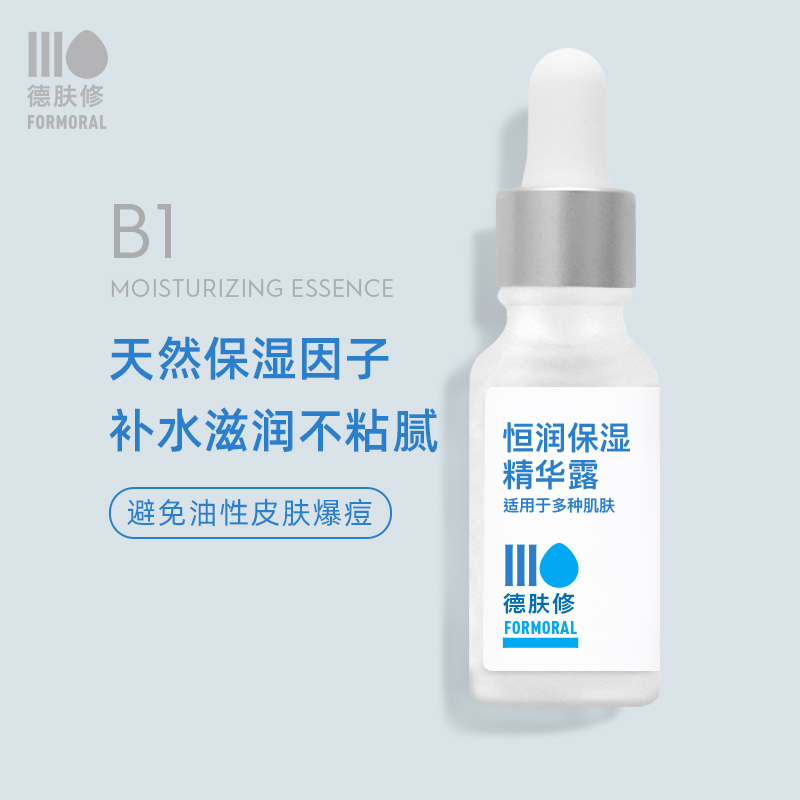 德肤修
FORMORAL
B1
MOISTURIZING ESSENCE
天然保湿因子
补水滋润不粘腻
避免油性皮肤爆痘
恒润保湿
精华露
适用于多种肌肤
德肤修
FORMORAL